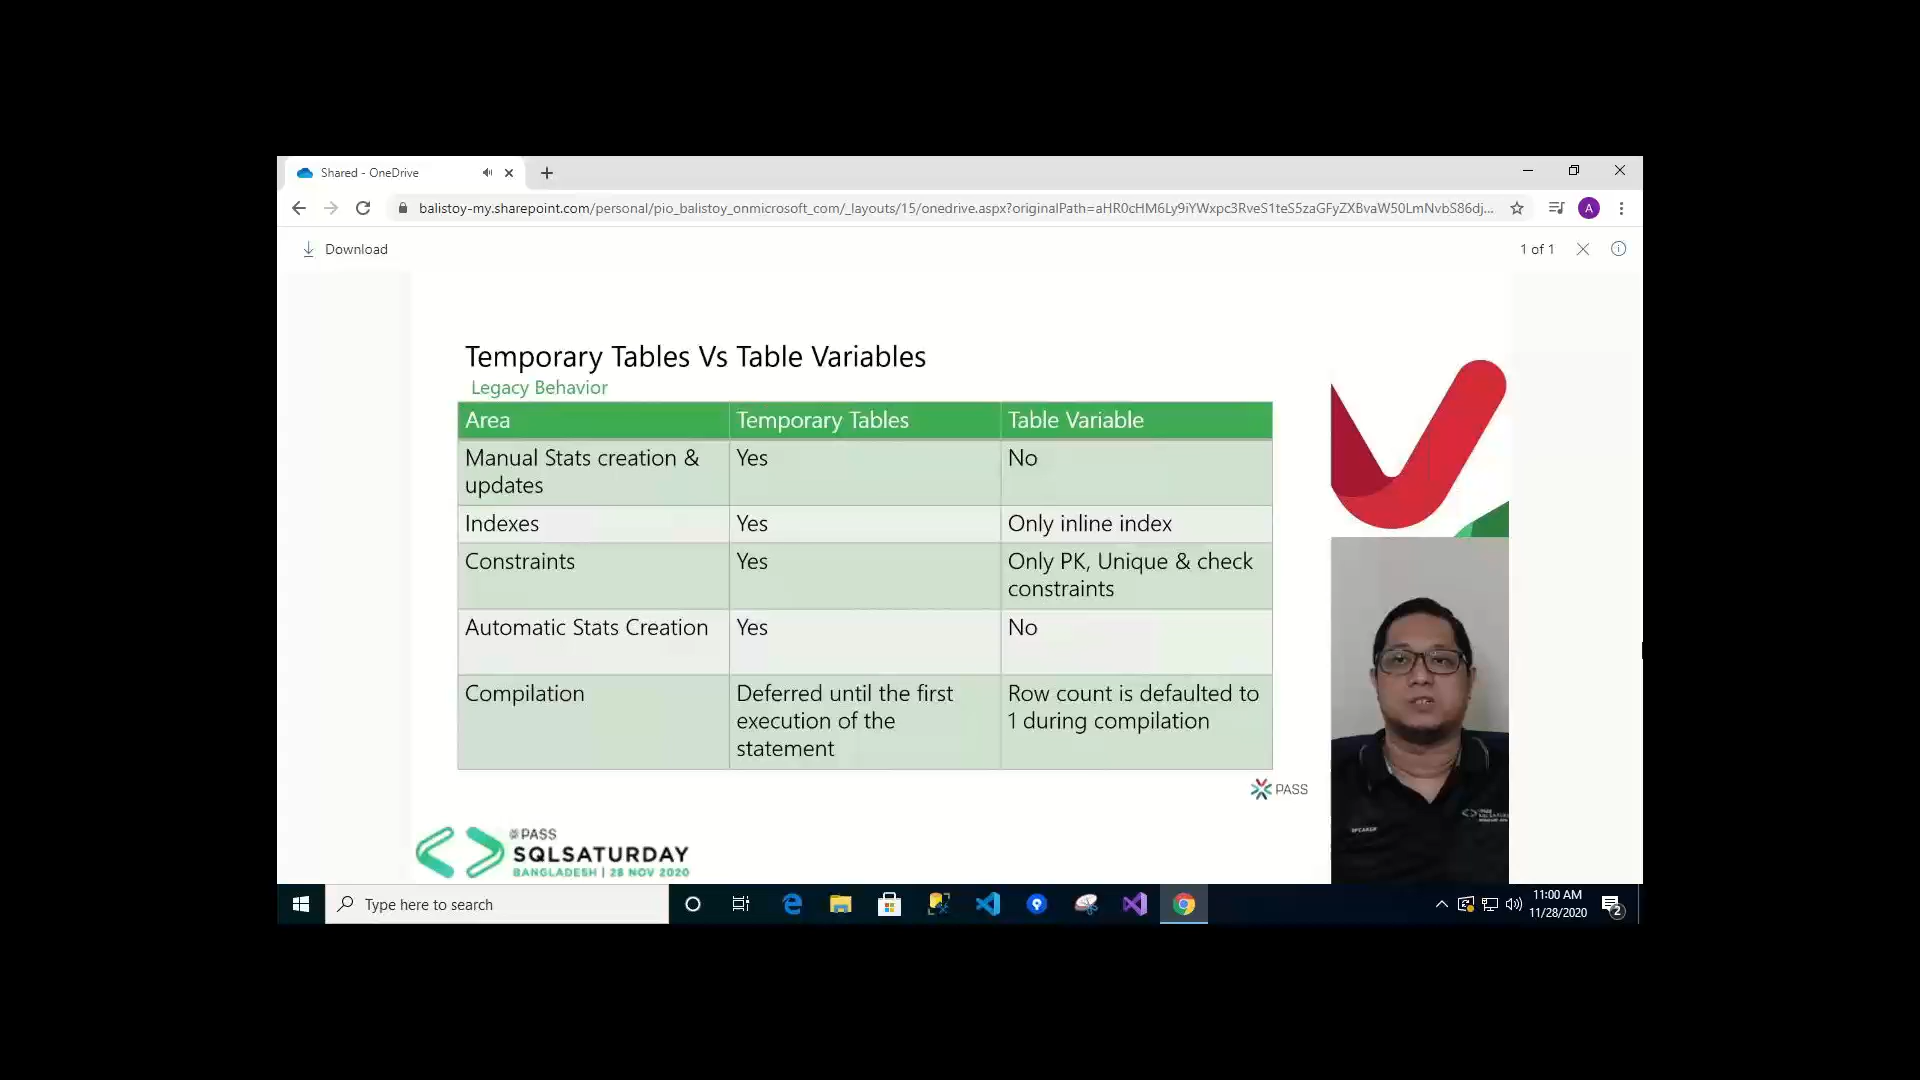 Shared - OneDrive
balistoy-my.sharepoint.com/personal/pio_balistoy_onmicrosoft_com/_layouts/15/onedrive.aspx?originalPath=aHR0cHM6Ly9iYWxpc3RveS1teS5zaGFyZXBvaW50LmNvbS86dj...
A
Download
1 of 1
Temporary Tables Vs Table Variables
Legacy Behavior
Area Temporary Tables Table Variable
Manual Stats creation & Yes No
updates
Indexes Yes Only inline index
Constraints Yes Only PK, Unique & check
constraints
Automatic Stats Creation Yes No
Compilation Deferred until the first Row count is defaulted to
execution of the 1 during compilation
statement
PASS
PASS
SQLSATURDAY
BANGLADESH | 28 NOV 2020
SPEAKER
Type here to search
11:00 AM
11/28/2020
2